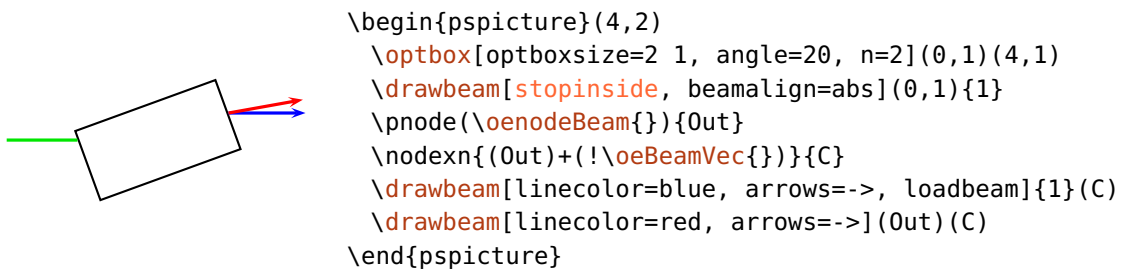 \begin{pspicture}(4,2)
  \optbox[optboxsize=2 1, angle=20, n=2](0,1)(4,1)
  \drawbeam[stopinside, beamalign=abs](0,1){1}
  \pnode(\oenodeBeam{}){Out}
  \nodexn{(Out)+(!\oeBeamVec{})}{C}
  \drawbeam[linecolor=blue, arrows=->, loadbeam]{1}(C)
  \drawbeam[linecolor=red, arrows=->](Out)(C)
\end{pspicture}